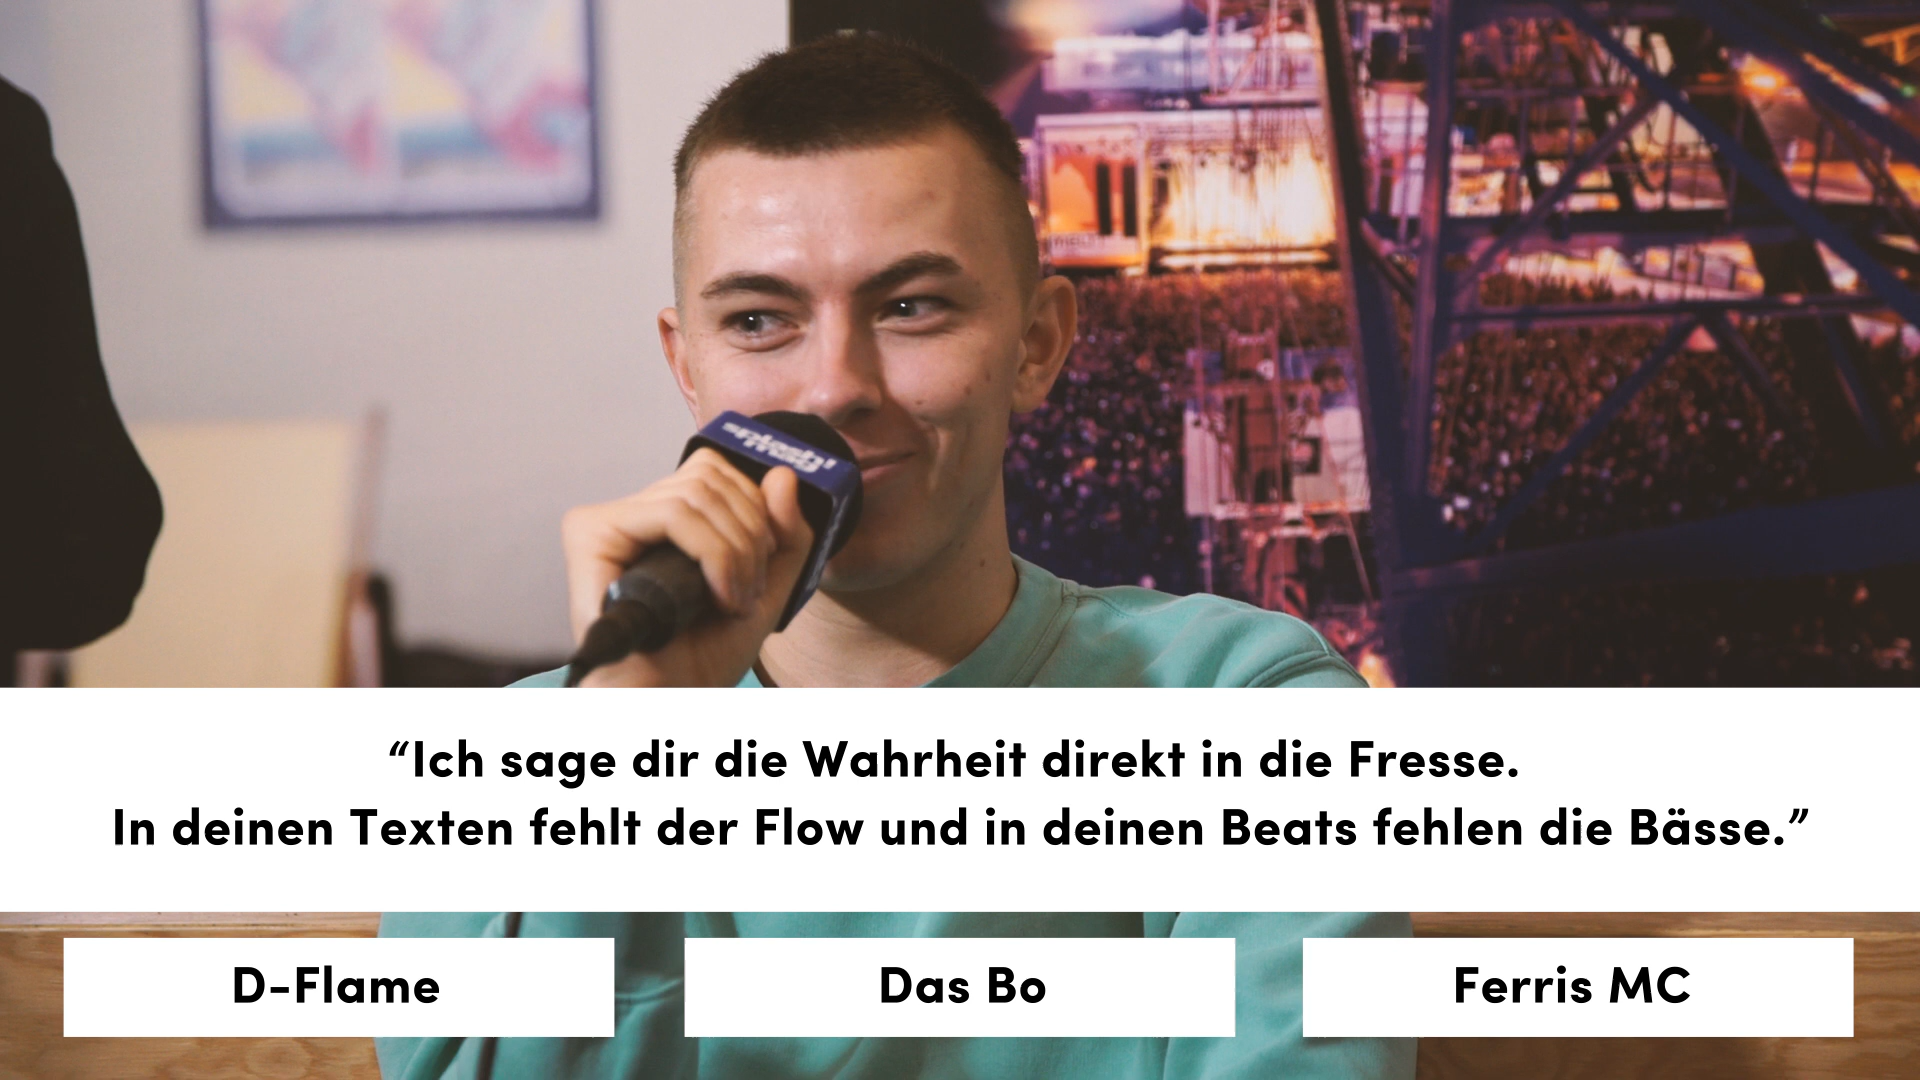 “Ich sage dir die Wahrheit direkt in die Fresse.
In deinen Texten fehlt der Flow und in deinen Beats fehlen die Bässe.”
D-Flame
Das Bo
Ferris MC